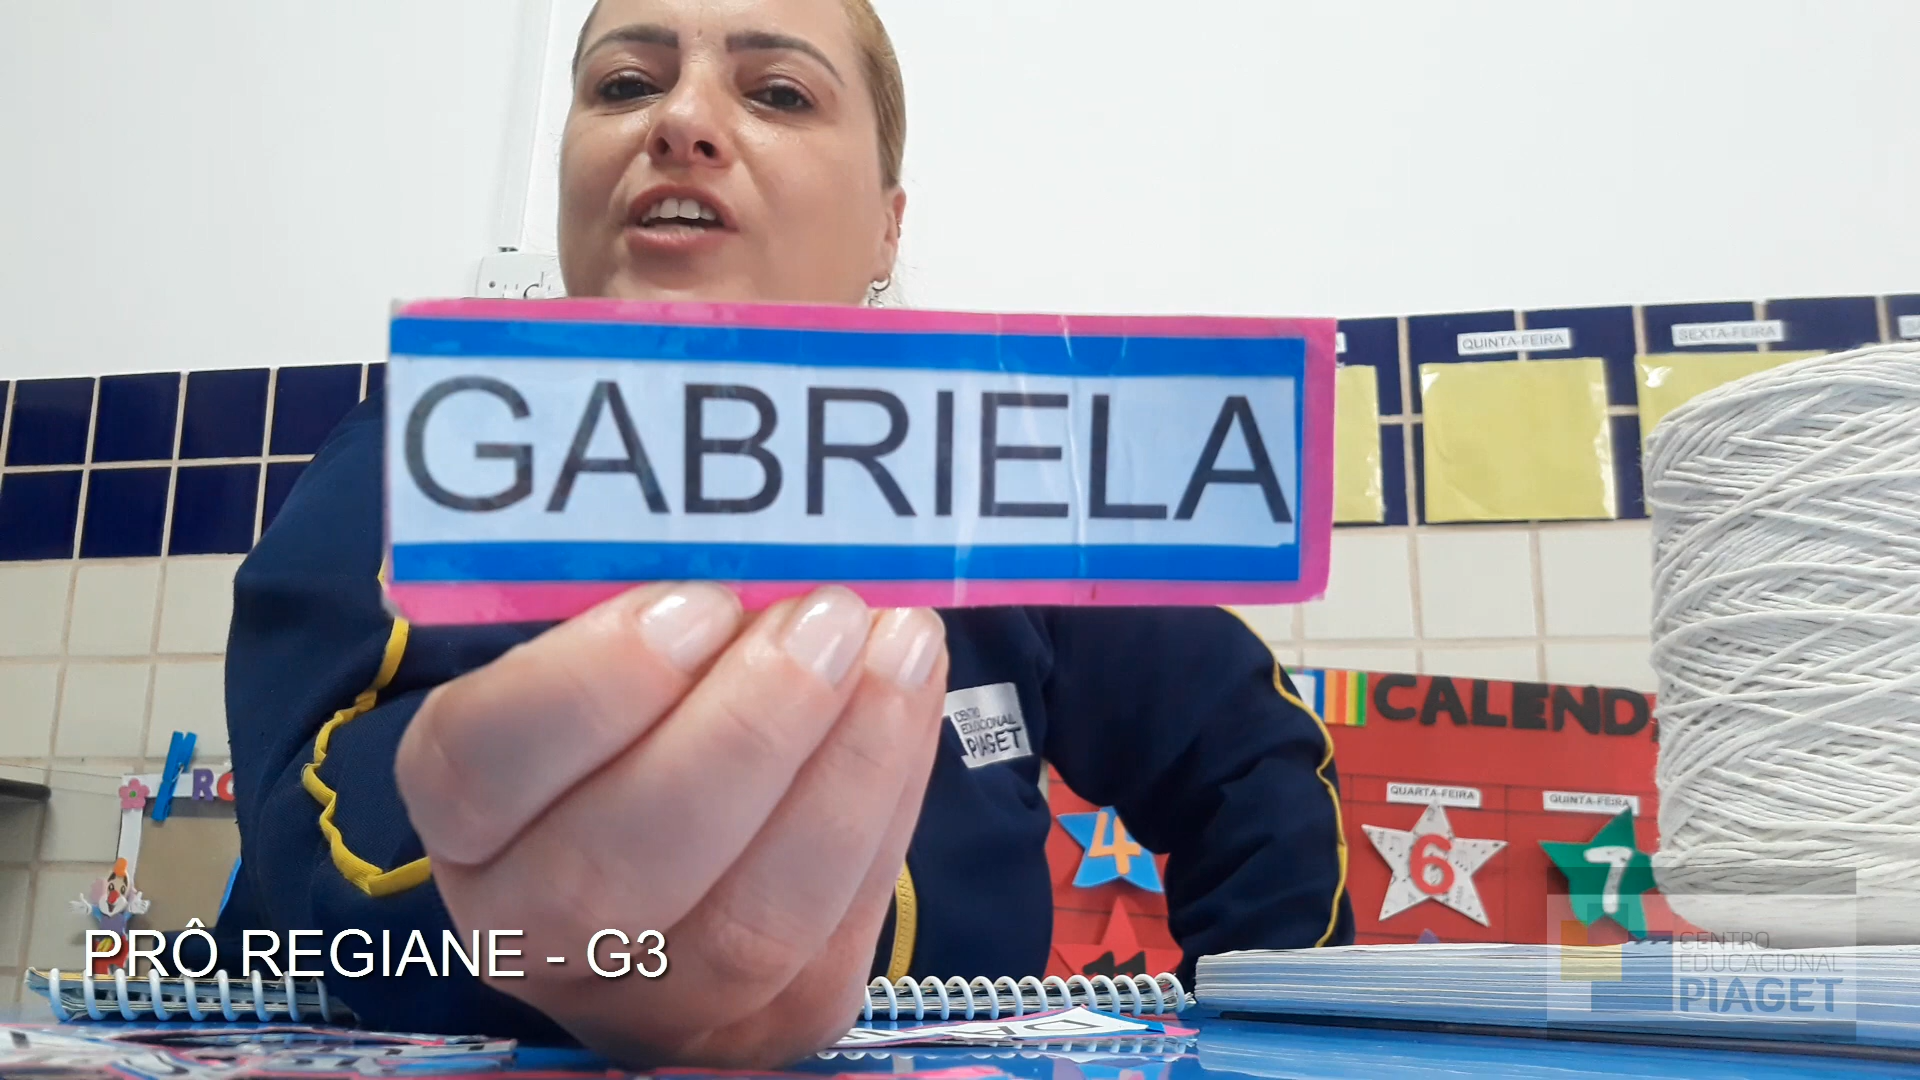 GABRIELA
QUINTA-FEIRA
SEXTA-FEIRA
CENTRO
EDUCACIONAL
PIAGET
CALEND
QUARTA-FEIRA
QUINTA-FEIRA
4
6
7
11
PRÔ REGIANE - G3
CENTRO
EDUCACIONAL
PIAGET